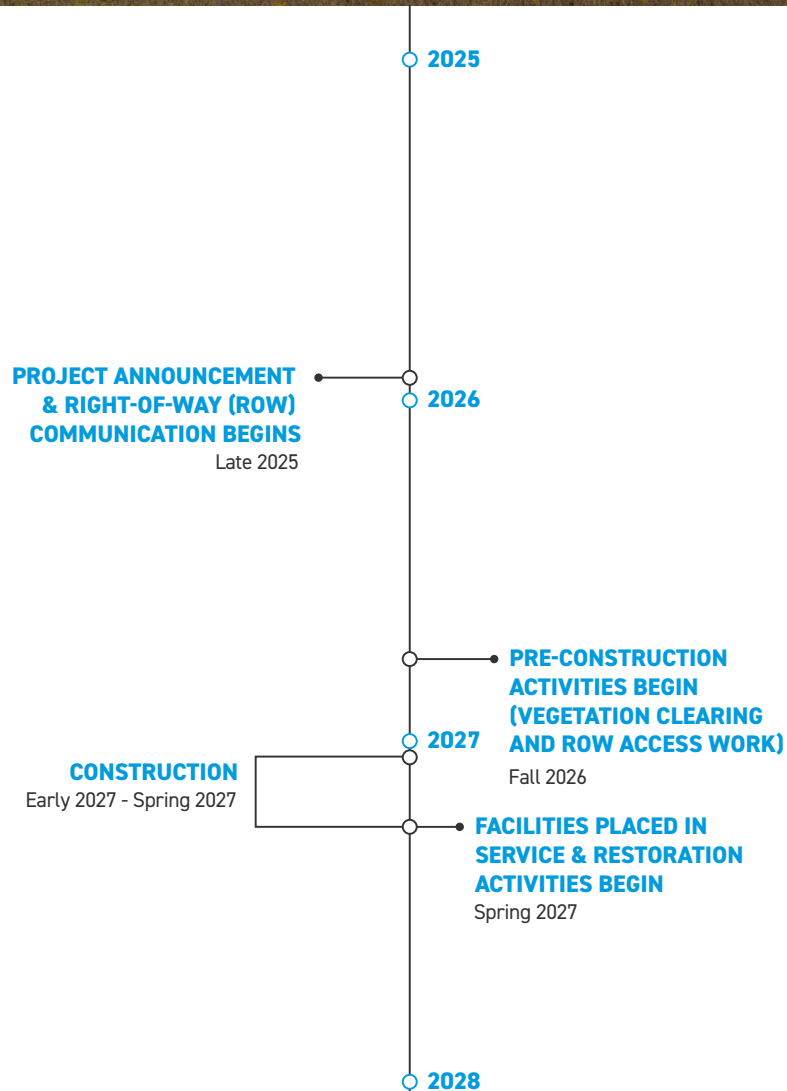 2025
PROJECT ANNOUNCEMENT
& RIGHT-OF-WAY (ROW)
COMMUNICATION BEGINS
Late 2025
2026
PRE-CONSTRUCTION
ACTIVITIES BEGIN
(VEGETATION CLEARING
AND ROW ACCESS WORK)
Fall 2026
2027
CONSTRUCTION
Early 2027 - Spring 2027
FACILITIES PLACED IN
SERVICE & RESTORATION
ACTIVITIES BEGIN
Spring 2027
2028